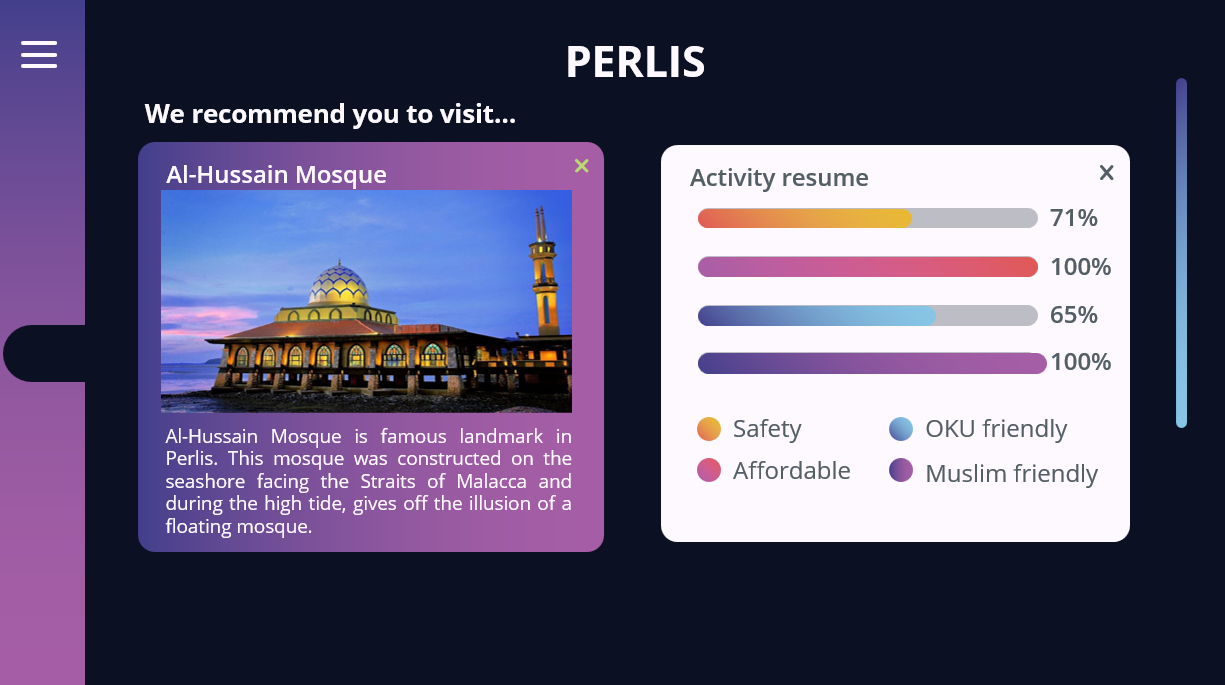 PERLIS
We recommend you to visit...
Al-Hussain Mosque
Al-Hussain Mosque is famous landmark in
Perlis. This mosque was constructed on the
seashore facing the Straits of Malacca and
during the high tide, gives off the illusion of a
floating mosque.
Activity resume
71%
100%
65%
100%
Safety
OKU friendly
Affordable
Muslim friendly